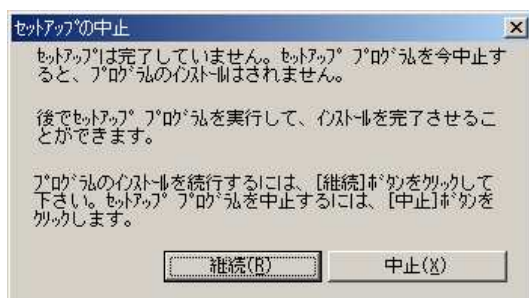 ｾｯﾄｱｯﾌﾟの中止
ｾｯﾄｱｯﾌﾟは完了していません。ｾｯﾄｱｯﾌﾟ ﾌﾟﾛｸﾞﾗﾑを今中止す
ると、ﾌﾟﾛｸﾞﾗﾑのｲﾝｽﾄｰﾙはされません。
後でｾｯﾄｱｯﾌﾟ ﾌﾟﾛｸﾞﾗﾑを実行して、ｲﾝｽﾄｰﾙを完了させるこ
とができます。
ﾌﾟﾛｸﾞﾗﾑのｲﾝｽﾄｰﾙを続行するには、[継続]ﾎﾞﾀﾝをｸﾘｯｸして
下さい。ｾｯﾄｱｯﾌﾟ ﾌﾟﾛｸﾞﾗﾑを中止するには、[中止]ﾎﾞﾀﾝを
ｸﾘｯｸします。
継続(R)
中止(X)